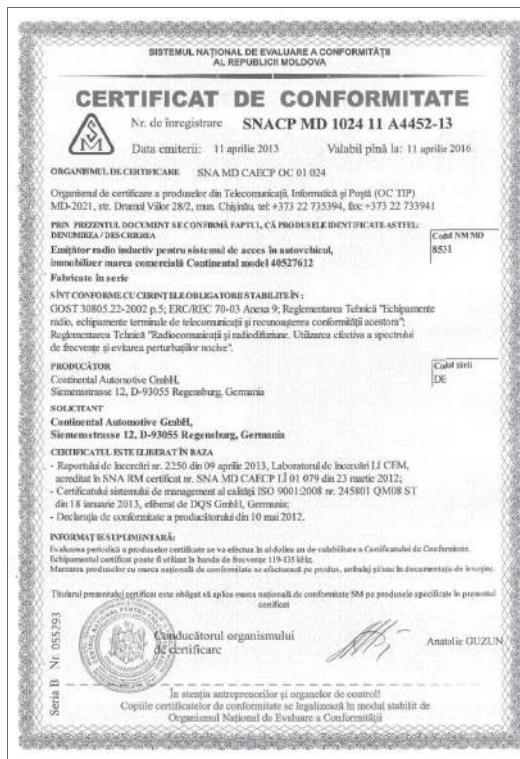 SISTEMUL NAȚIONAL DE EVALUARE A CONFORMITĂȚII
AL REPUBLICII MOLDOVA
CERTIFICAT DE CONFORMITATE
Nr. de înregistrare SNACP MD 1024 11 A4452-13
Data emiterii: 11 aprilie 2013 Valabil pînă la: 11 aprilie 2016
ORGANISMUL DE CERTIFICARE SNA MD CAECP OC 01 024
Organismul de certificare a produselor din Telecomunicații, Informatică și Poștă (OC TIP)
MD-2021, str. Drumul Viilor 28/2, mun. Chișinău, tel: +373 22 735394, fax: +373 22 733941
PRIN PREZENTUL DOCUMENT SE CONFIRMĂ FAPTUL, CĂ PRODUSELE IDENTIFICATE ASTFEL:
DENUMIREA / DESCRIEREA
Codul NM MD
Emițător radio inductiv pentru sistemul de acces în autovehicul,
8531
immobilizer marca comercială Continental model 40527612
Fabricate în serie
SÎNT CONFORME CU CERINȚELE OBLIGATORII STABILITE ÎN:
GOST 30805.22-2002 p.5; ERC/REC 70-03 Anexa 9; Reglementarea Tehnică "Echipamente
radio, echipamente terminale de telecomunicații și recunoașterea conformității acestora";
Reglementarea Tehnică "Radiocomunicații și radiodifuziune. Utilizarea efectiva a spectrului
de frecvențe și evitarea perturbațiilor nocive".
PRODUCĂTOR
Codul țării
Continental Automotive GmbH,
DE
Siemensstrasse 12, D-93055 Regensburg, Germania
SOLICITANT
Continental Automotive GmbH,
Siemensstrasse 12, D-93055 Regensburg, Germania
CERTIFICATUL ESTE ELIBERAT ÎN BAZA
- Raportului de încercări nr. 2250 din 09 aprilie 2013, Laboratorul de încercări LI CEM,
acreditat în SNA RM certificat nr. SNA MD CAECP LÎ 01 079 din 23 martie 2012;
- Certificatului sistemului de management al calității ISO 9001:2008 nr. 245801 QM08 ST
din 18 ianuarie 2013, eliberat de DQS GmbH, Germania;
- Declarația de conformitate a producătorului din 10 mai 2012.
INFORMAȚIE SUPLIMENTARĂ:
Evaluarea periodică a produselor certificate se va efectua în al doilea an de valabilitate a Certificatului de Conformitate.
Echipamentul certificat poate fi utilizat în banda de frecvențe 119-135 kHz.
Marcarea produselor cu marca națională de conformitate se efectuează pe produs, ambalaj și/sau în documentația de însoțire.
Titularul prezentului certificat este obligat să aplice marca națională de conformitate SM pe produsele specificate în prezentul
certificat
Conducătorul organismului
de certificare
Anatolie GUZUN
Seria B Nr. 055293
În atenția antreprenorilor și organelor de control!
Copiile certificatelor de conformitate se legalizează în modul stabilit de
Organismul Național de Evaluare a Conformității